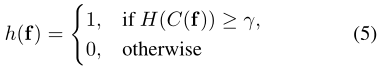 h(f) = { 1, if H(C(f)) ≥ γ,
0, otherwise (5)